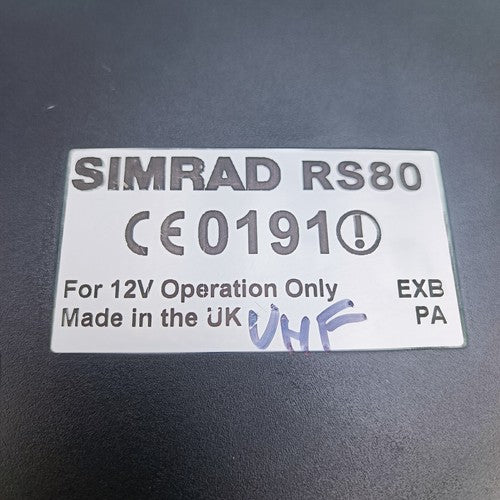 SIMRAD RS80
CE0191
For 12V Operation Only EXB
Made in the UK VHF PA